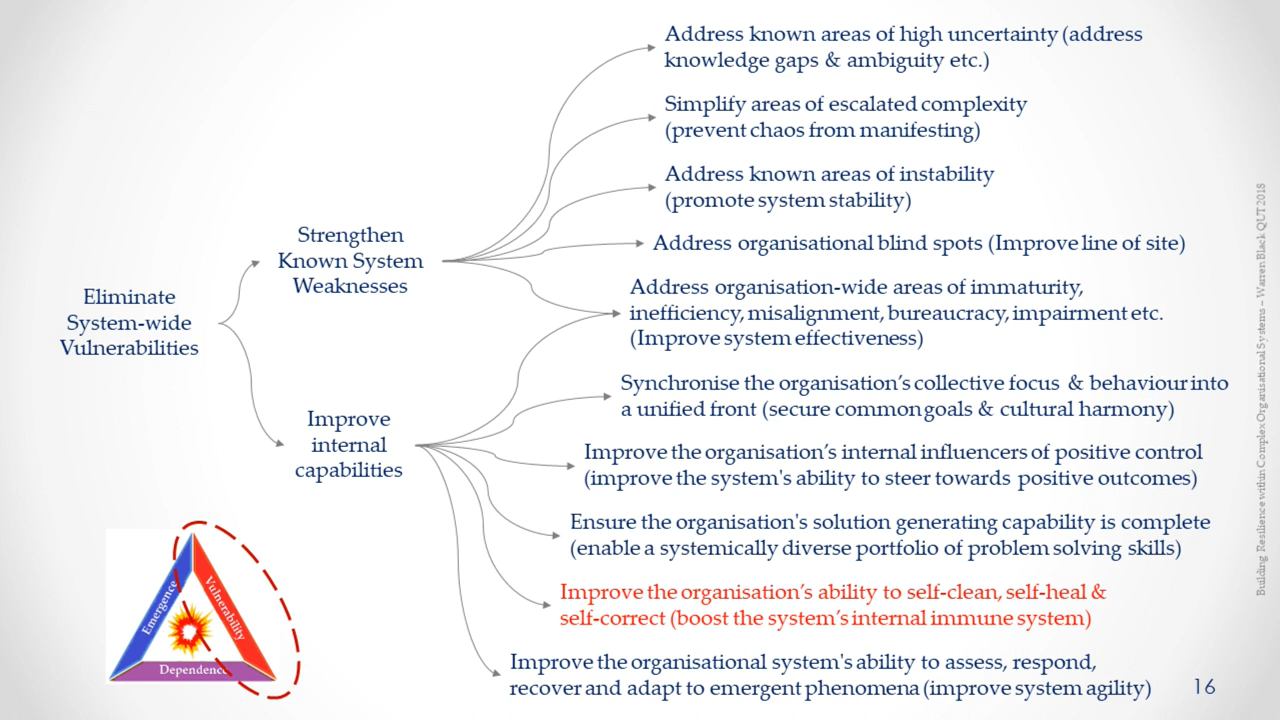 Address known areas of high uncertainty (address
knowledge gaps & ambiguity etc.)
Simplify areas of escalated complexity
(prevent chaos from manifesting)
Address known areas of instability
(promote system stability)
Strengthen
Known System
Weaknesses
Address organisational blind spots (Improve line of site)
Eliminate
System-wide
Vulnerabilities
Address organisation-wide areas of immaturity,
inefficiency, misalignment, bureaucracy, impairment etc.
(Improve system effectiveness)
Synchronise the organisation's collective focus & behaviour into
a unified front (secure common goals & cultural harmony)
Improve
internal
capabilities
Improve the organisation's internal influencers of positive control
(improve the system's ability to steer towards positive outcomes)
Ensure the organisation's solution generating capability is complete
(enable a systemically diverse portfolio of problem solving skills)
Improve the organisation's ability to self-clean, self-heal &
self-correct (boost the system's internal immune system)
Improve the organisational system's ability to assess, respond,
recover and adapt to emergent phenomena (improve system agility)
Emergence
Vulnerability
Dependence
16
Building Resilience within Complex Organisational Systems – Warren Black QUT 2018